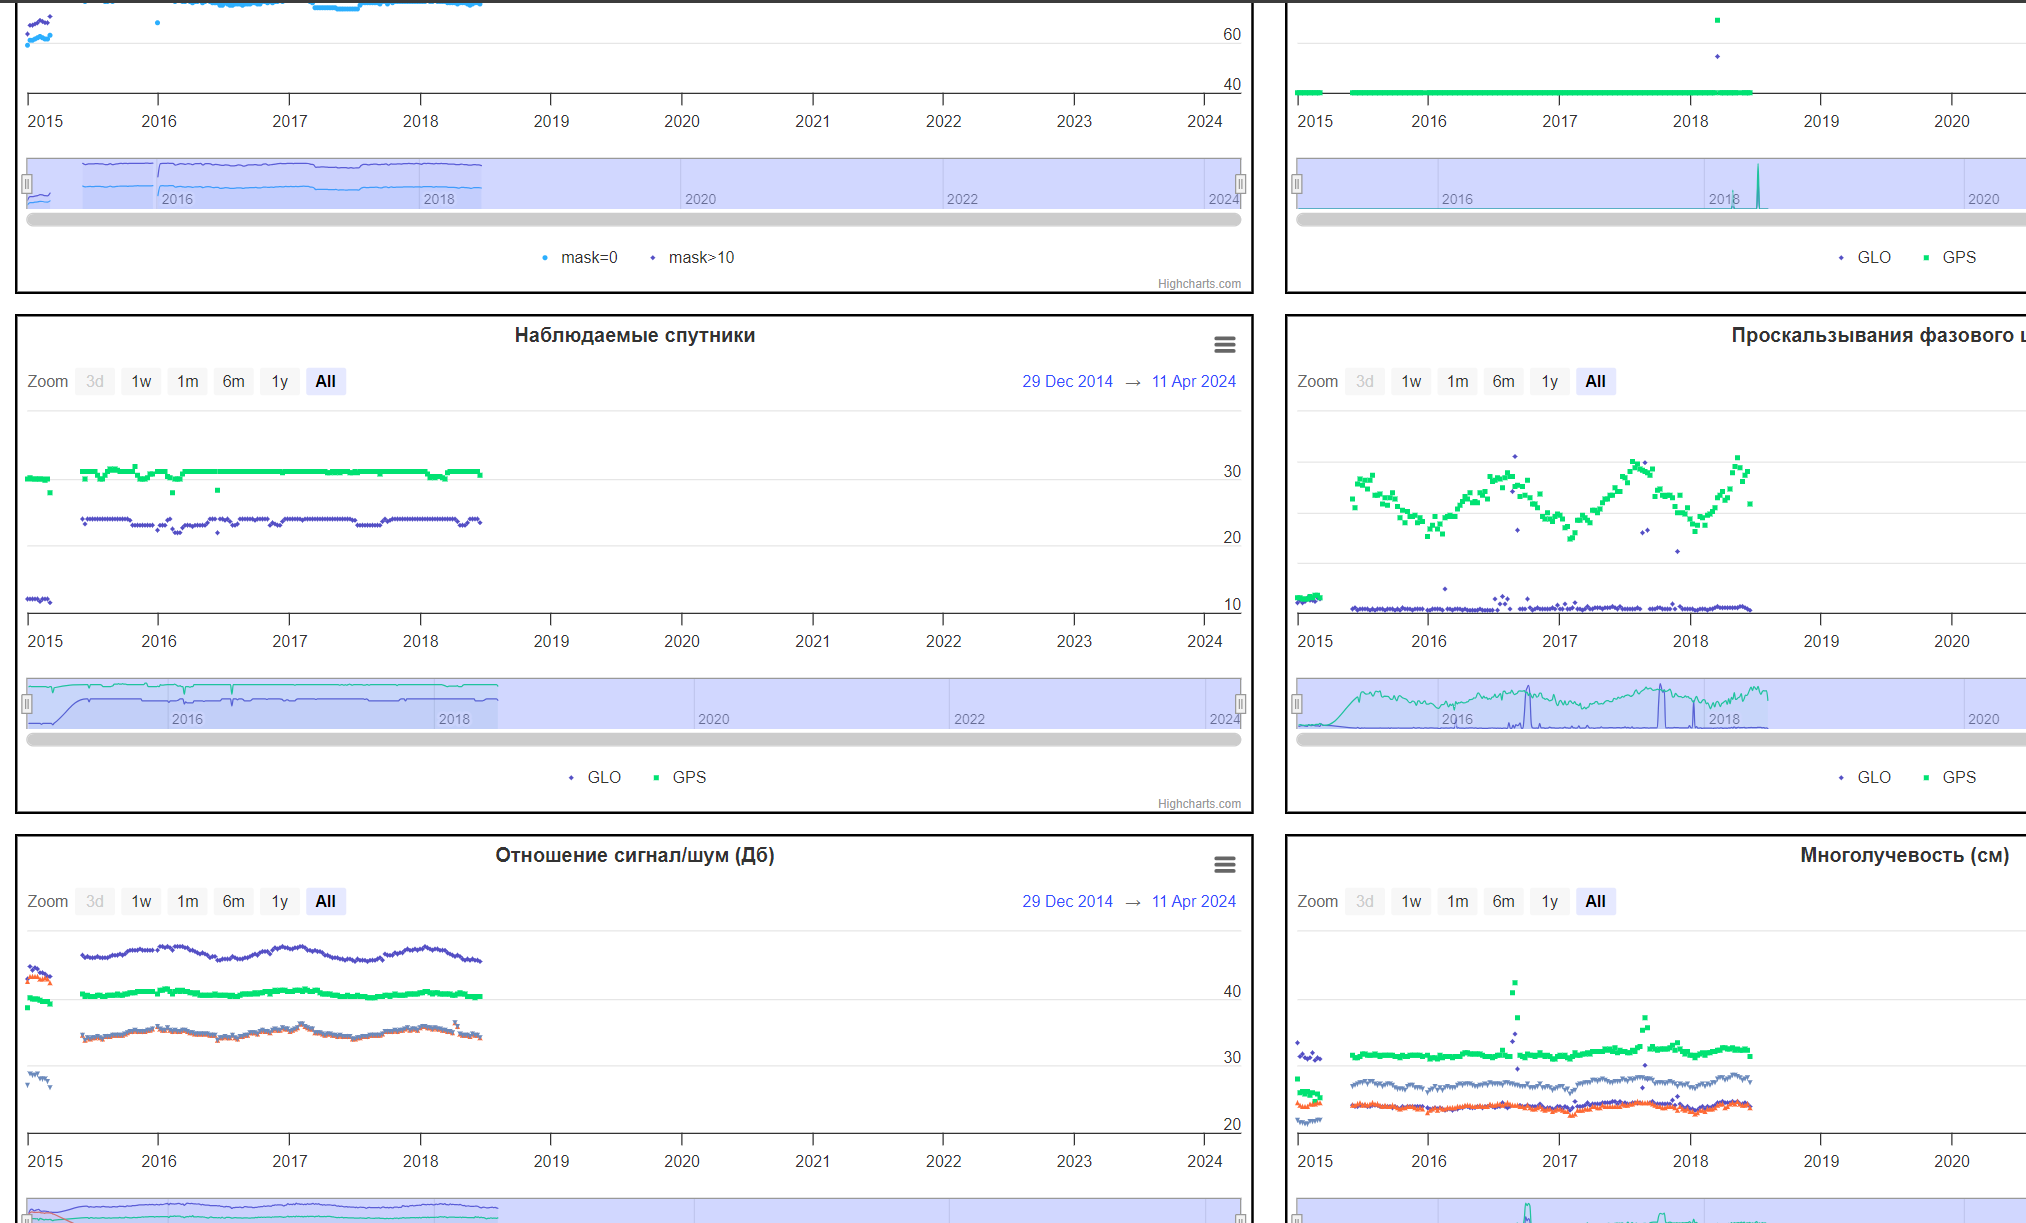 60
40
2015 2016 2017 2018 2019 2020 2021 2022 2023 2024
2016 2018 2020 2022 2024
mask=0 mask>10
Highcharts.com
2015 2016 2017 2018 2019 2020
2016 2018 2020
GLO GPS
Наблюдаемые спутники
Zoom 3d 1w 1m 6m 1y All 29 Dec 2014 → 11 Apr 2024
30
20
10
2015 2016 2017 2018 2019 2020 2021 2022 2023 2024
2016 2018 2020 2022 2024
GLO GPS
Highcharts.com
Проскальзывания фазового
Zoom 3d 1w 1m 6m 1y All
2015 2016 2017 2018 2019 2020
2016 2018 2020
GLO GPS
Отношение сигнал/шум (Дб)
Zoom 3d 1w 1m 6m 1y All 29 Dec 2014 → 11 Apr 2024
40
30
20
2015 2016 2017 2018 2019 2020 2021 2022 2023 2024
Многолучевость (см)
Zoom 3d 1w 1m 6m 1y All
2015 2016 2017 2018 2019 2020